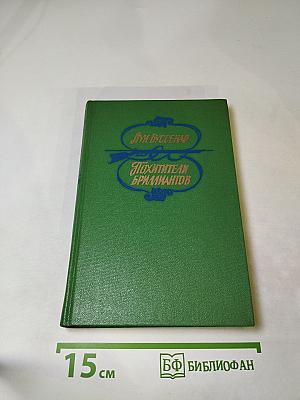 Луи Буссенар
Похитители
бриллиантов
15 см
БФ БИБЛИОФАН